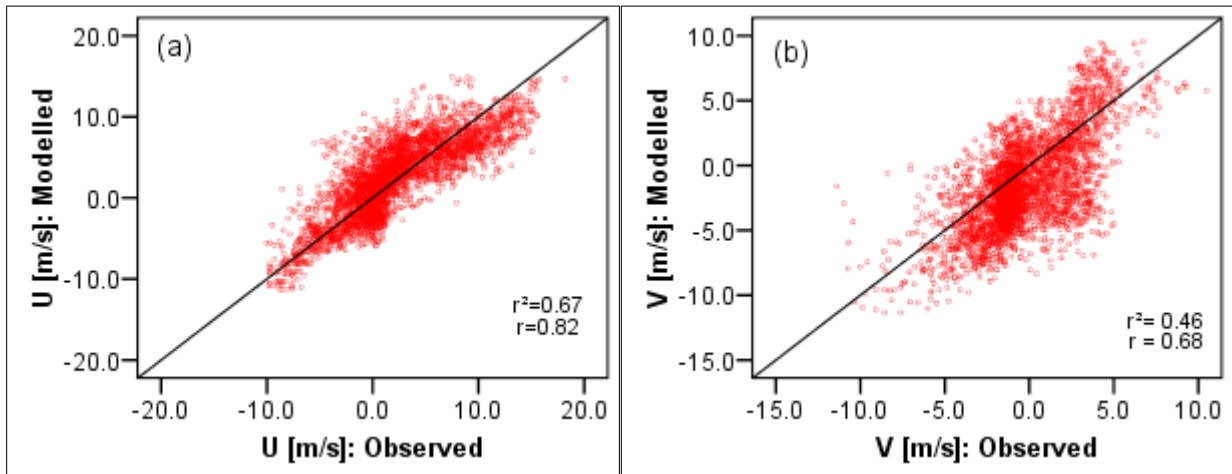 (a)
U [m/s]: Modelled
20.0
10.0
0.0
-10.0
-20.0
r²=0.67
r=0.82
-20.0 -10.0 0.0 10.0 20.0
U [m/s]: Observed
(b)
V [m/s]: Modelled
10.0
5.0
0.0
-5.0
-10.0
-15.0
r²= 0.46
r = 0.68
-15.0 -10.0 -5.0 0.0 5.0 10.0
V [m/s]: Observed